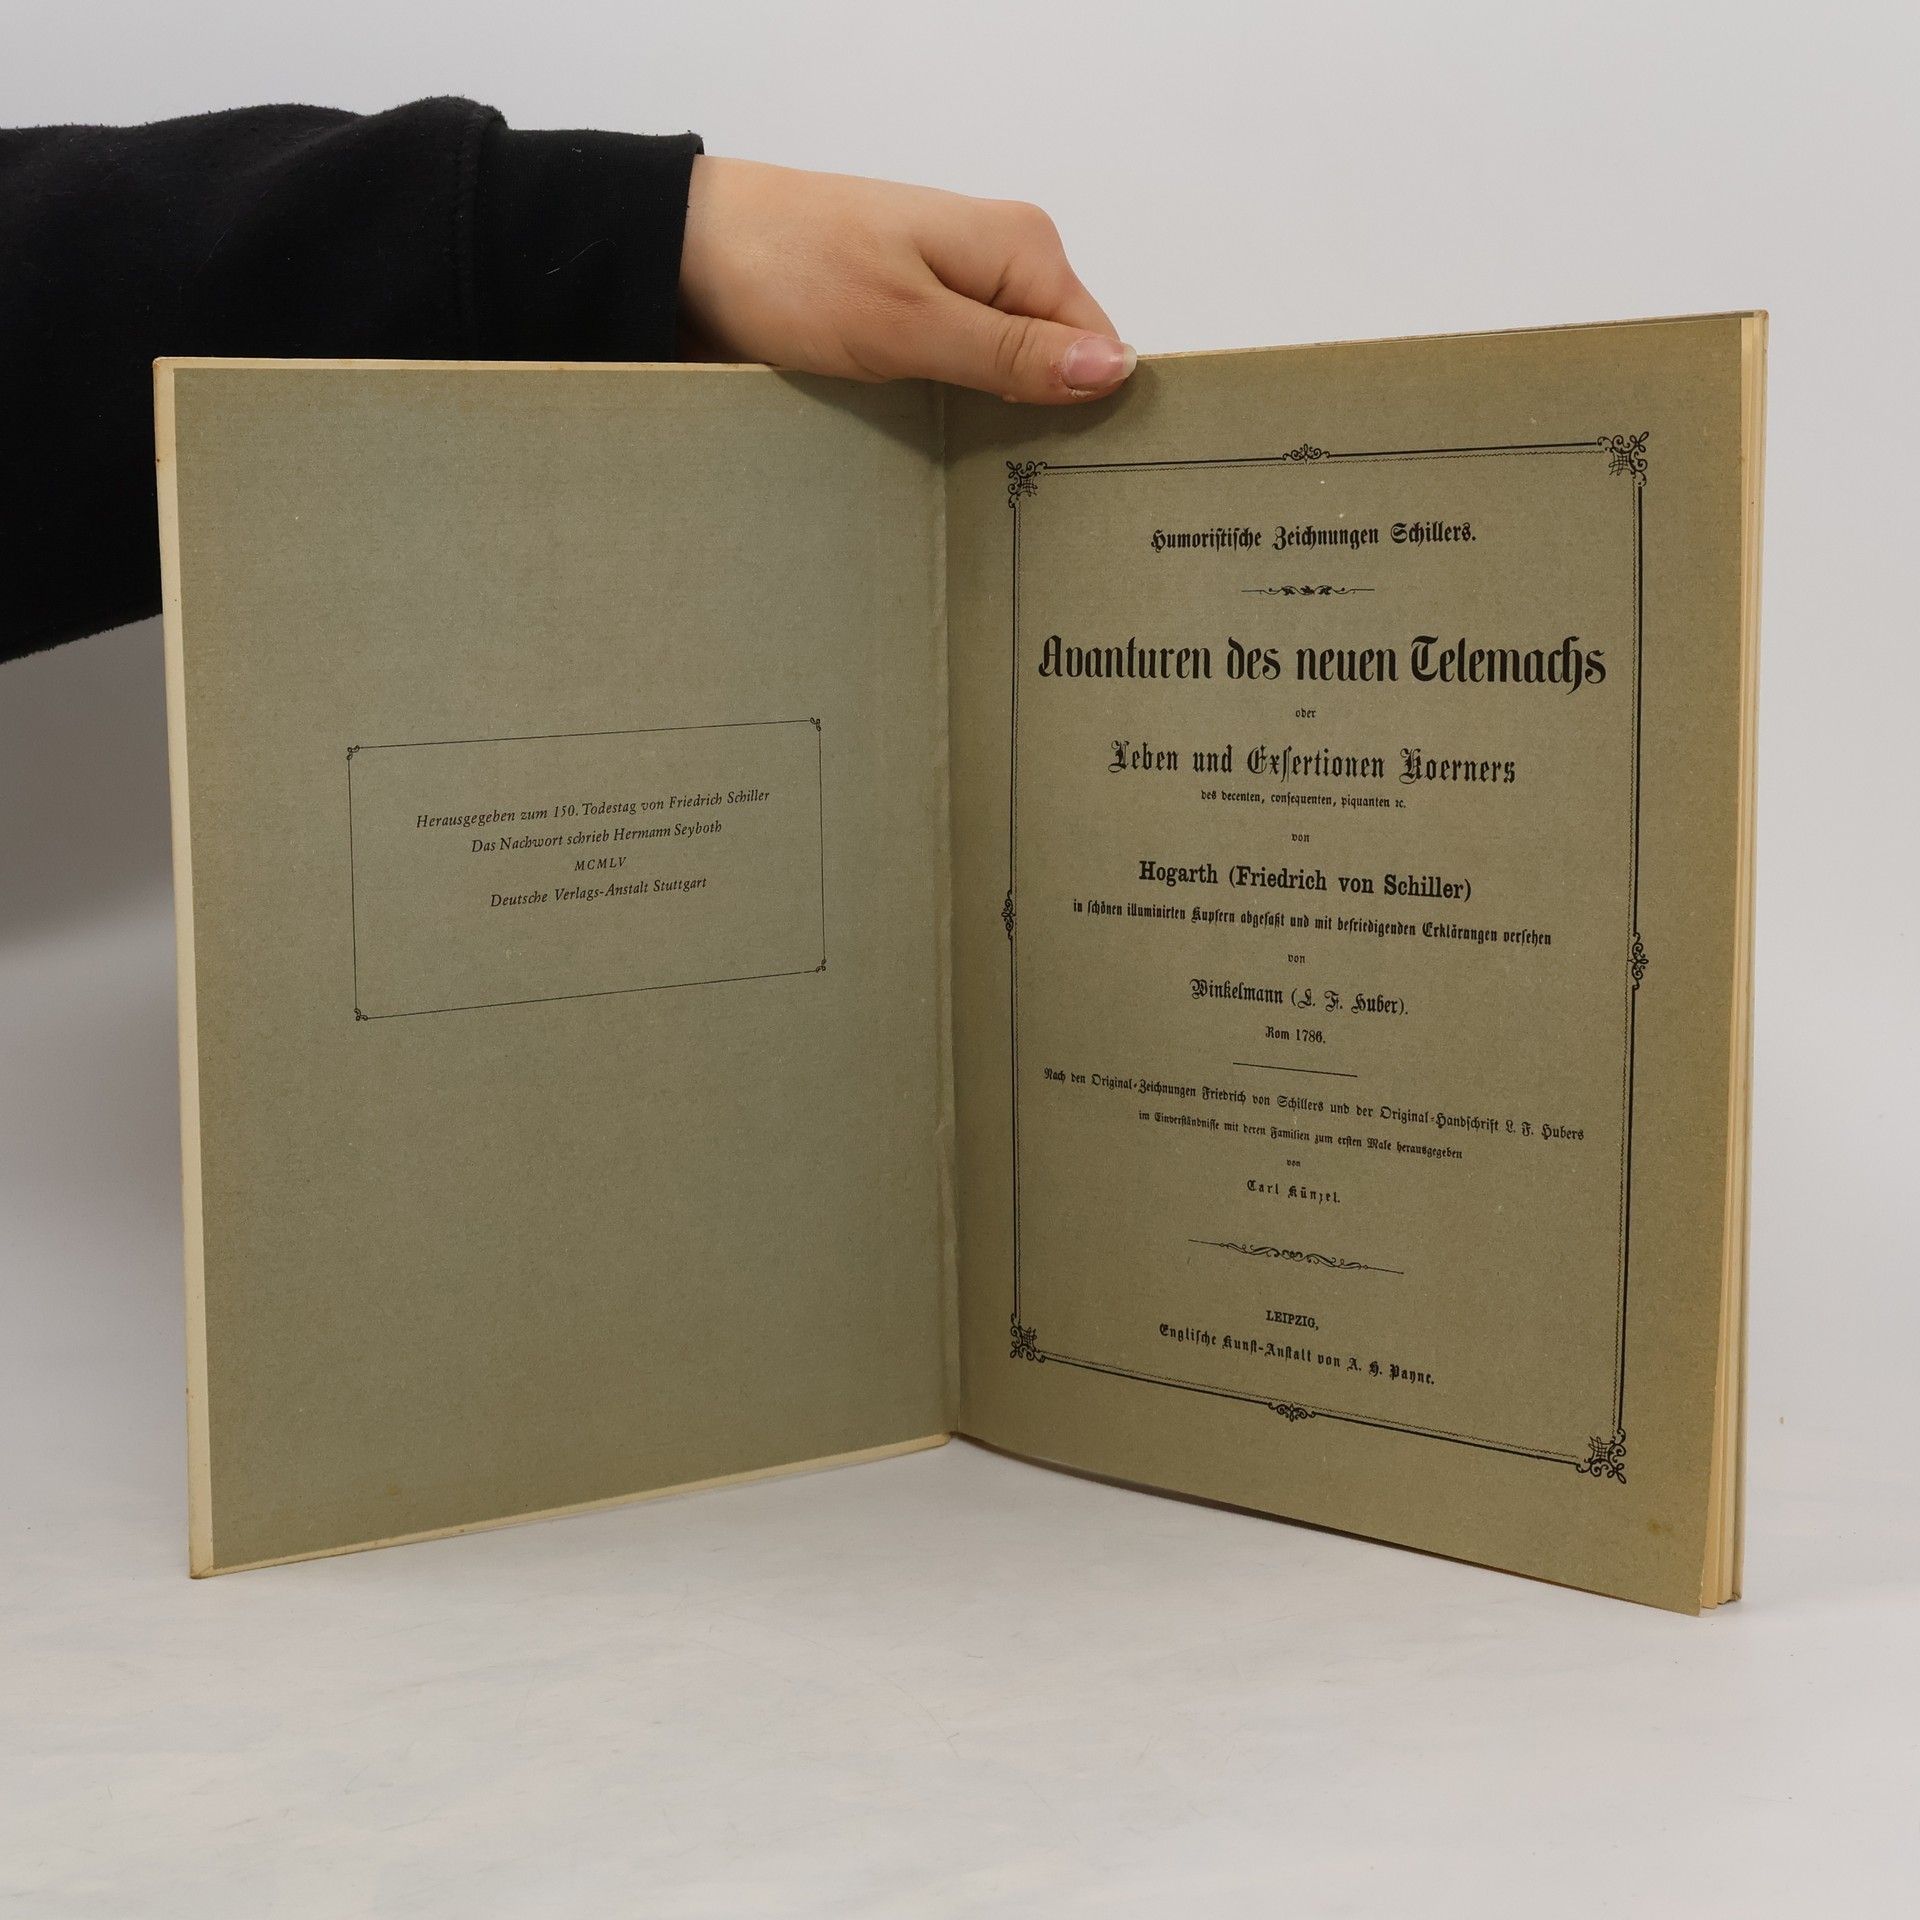 Herausgegeben zum 150. Todestag von Friedrich Schiller
Das Nachwort schrieb Hermann Seyboth
MCMLV
Deutsche Verlags-Anstalt Stuttgart
Humoriſtiſche Zeichnungen Schillers.
Avanturen des neuen Telemachs
oder
Leben und Exſertionen Koerners
des decenten, conſequenten, piquanten ꝛc.
von
Hogarth (Friedrich von Schiller)
in ſchönen illuminirten Kupfern abgefaßt und mit befriedigenden Erklärungen verſehen
von
Winkelmann (L. F. Huber).
Rom 1786.
Nach den Original-Zeichnungen Friedrich von Schillers und der Original-Handſchrift L. F. Hubers
im Einverſtändniſſe mit deren Familien zum erſten Male herausgegeben
von
Carl Künzel.
LEIPZIG,
Engliſche Kunſt-Anſtalt von A. H. Payne.